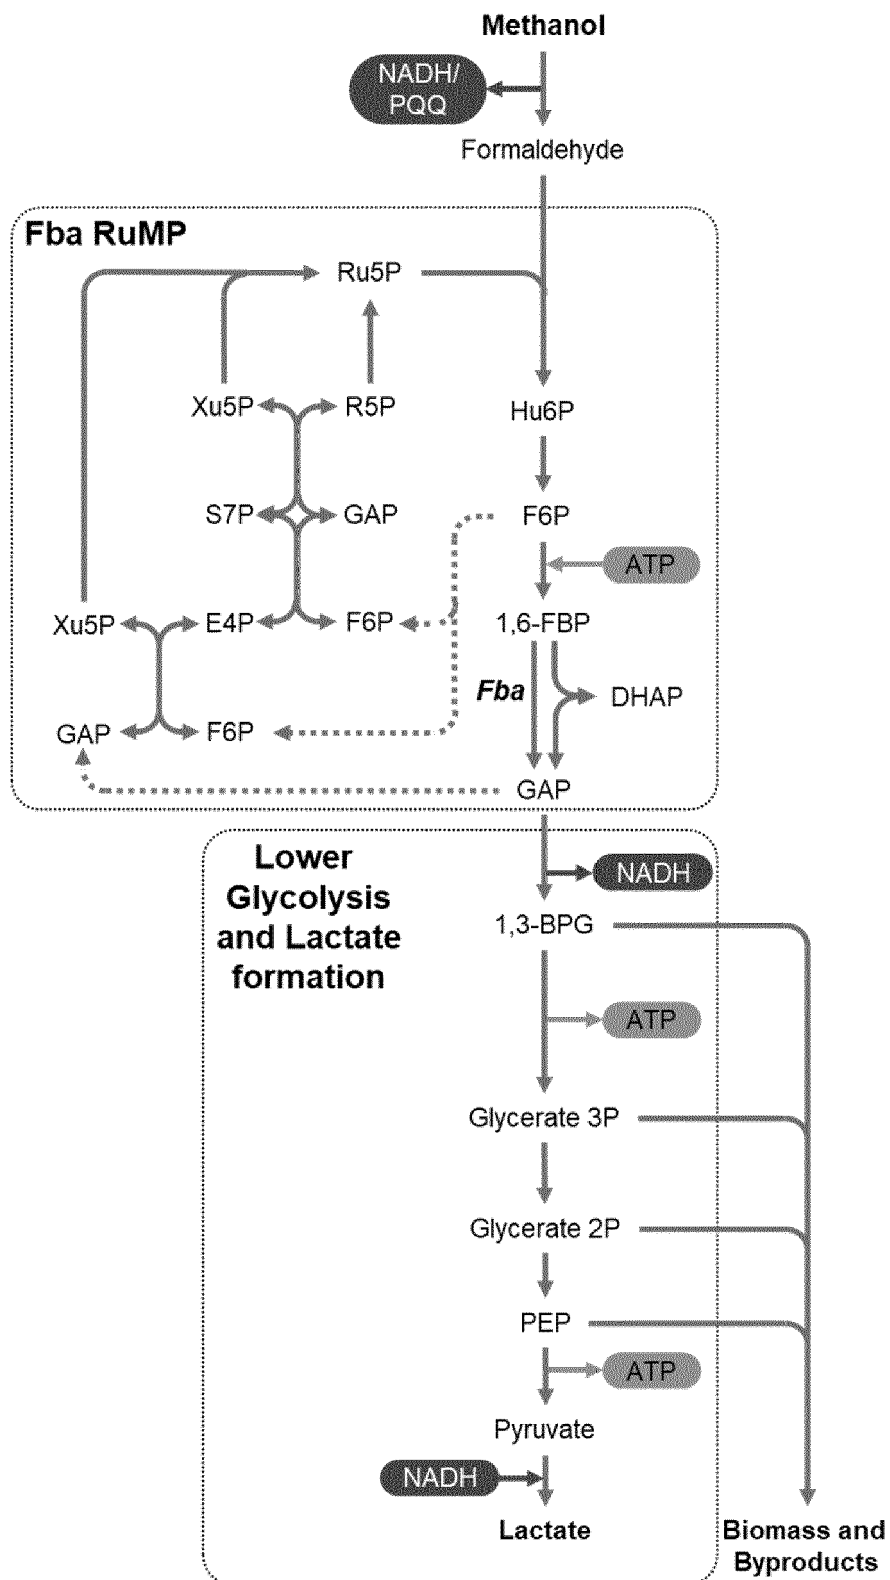 Methanol
NADH/
PQQ
Formaldehyde
Fba RuMP
Ru5P
Xu5P
R5P
Hu6P
S7P
GAP
F6P
ATP
Xu5P
E4P
F6P
1,6-FBP
Fba
DHAP
GAP
F6P
GAP
Lower
Glycolysis
and Lactate
formation
NADH
1,3-BPG
ATP
Glycerate 3P
Glycerate 2P
PEP
ATP
Pyruvate
NADH
Lactate
Biomass and
Byproducts